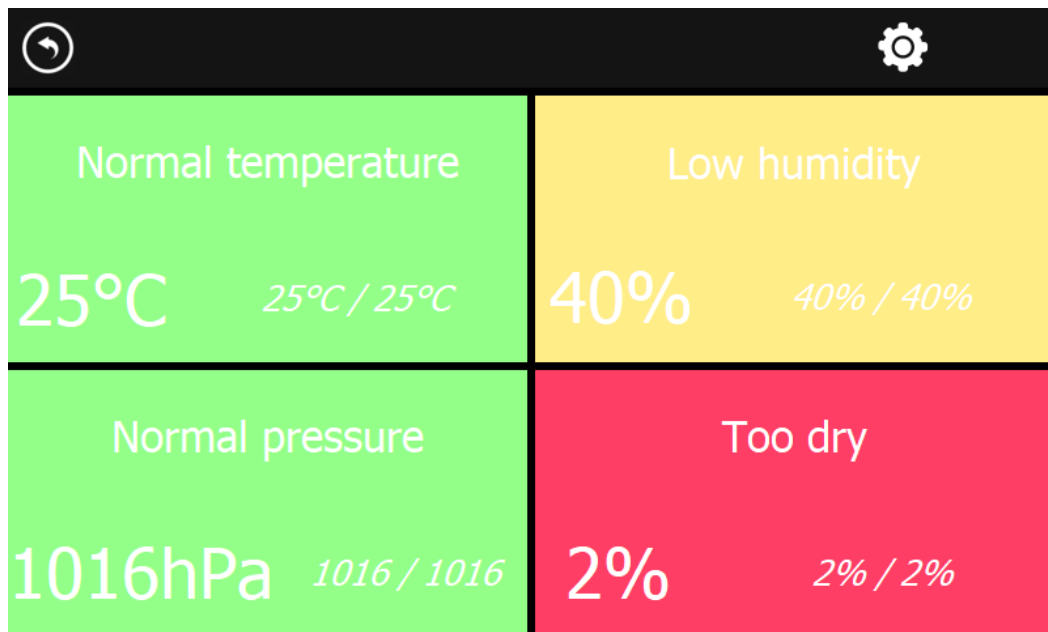 Normal temperature
25°C 25°C / 25°C
Low humidity
40% 40% / 40%
Normal pressure
1016hPa 1016 / 1016
Too dry
2% 2% / 2%